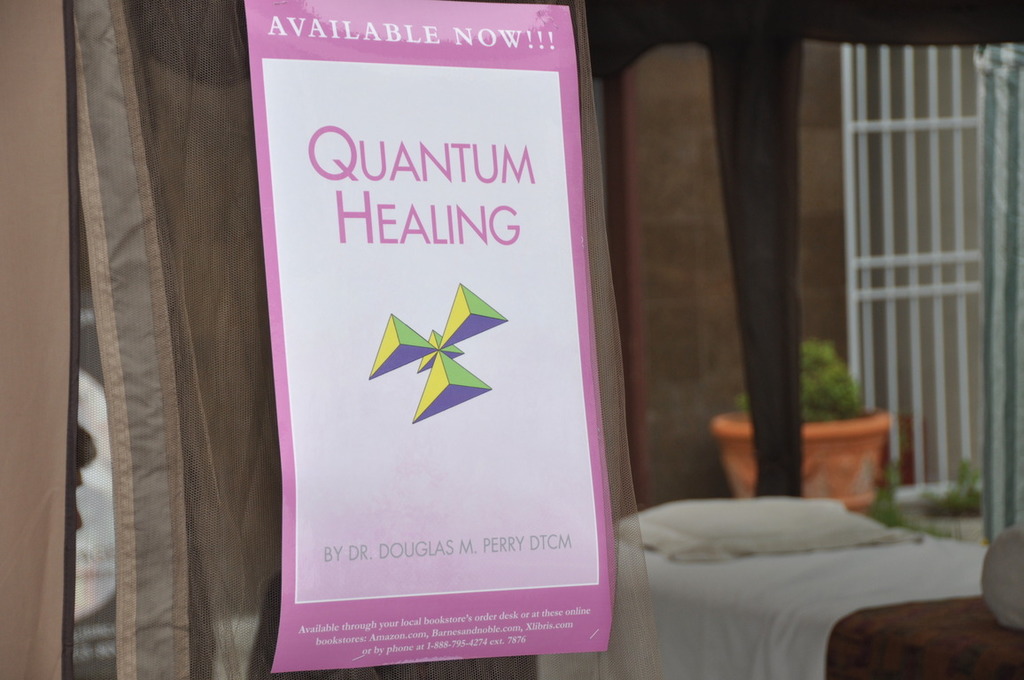 AVAILABLE NOW!!!
QUANTUM
HEALING
BY DR. DOUGLAS M. PERRY DTCM
Available through your local bookstore's order desk or at these online
bookstores: Amazon.com, Barnesandnoble.com, Xlibris.com
or by phone at 1-888-795-4274 ext. 7876